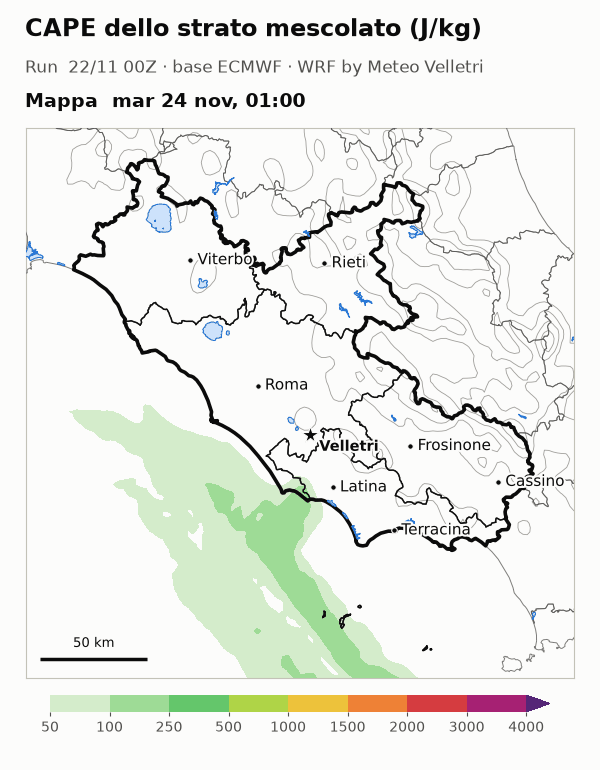 CAPE dello strato mescolato (J/kg)
Run  22/11 00Z · base ECMWF · WRF by Meteo Velletri
Mappa  mar 24 nov, 01:00
Viterbo
Rieti
Roma
Velletri
Frosinone
Cassino
Latina
Terracina
50 km
50 100 250 500 1000 1500 2000 3000 4000